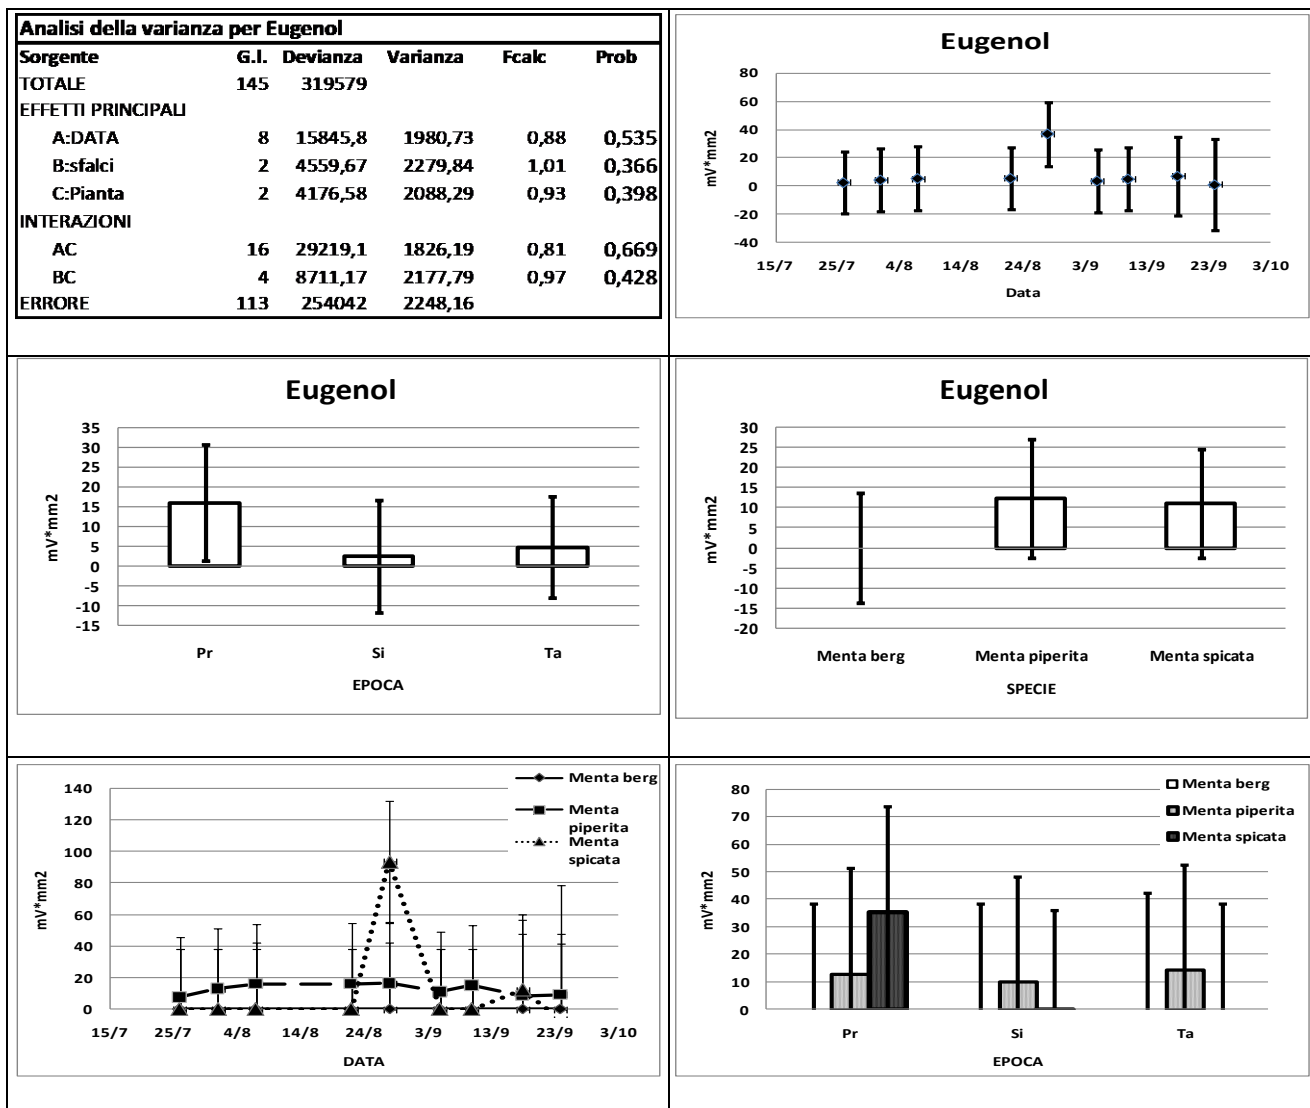 Analisi della varianza per Eugenol
Sorgente G.l. Devianza Varianza Fcalc Prob
TOTALE 145 319579
EFFETTI PRINCIPALI
A:DATA 8 15845,8 1980,73 0,88 0,535
B:sfalci 2 4559,67 2279,84 1,01 0,366
C:Pianta 2 4176,58 2088,29 0,93 0,398
INTERAZIONI
AC 16 29219,1 1826,19 0,81 0,669
BC 4 8711,17 2177,79 0,97 0,428
ERRORE 113 254042 2248,16
Eugenol
80
60
40
20
0
-20
-40
mV*mm2
15/7 25/7 4/8 14/8 24/8 3/9 13/9 23/9 3/10
Data
Eugenol
35
30
25
20
15
10
5
0
-5
-10
-15
mV*mm2
Pr Si Ta
EPOCA
Eugenol
30
25
20
15
10
5
0
-5
-10
-15
-20
mV*mm2
Menta berg Menta piperita Menta spicata
SPECIE
Menta berg
Menta
piperita
Menta
spicata
140
120
100
80
60
40
20
0
mV*mm2
15/7 25/7 4/8 14/8 24/8 3/9 13/9 23/9 3/10
DATA
Menta berg
Menta piperita
Menta spicata
80
70
60
50
40
30
20
10
0
mV*mm2
Pr Si Ta
EPOCA